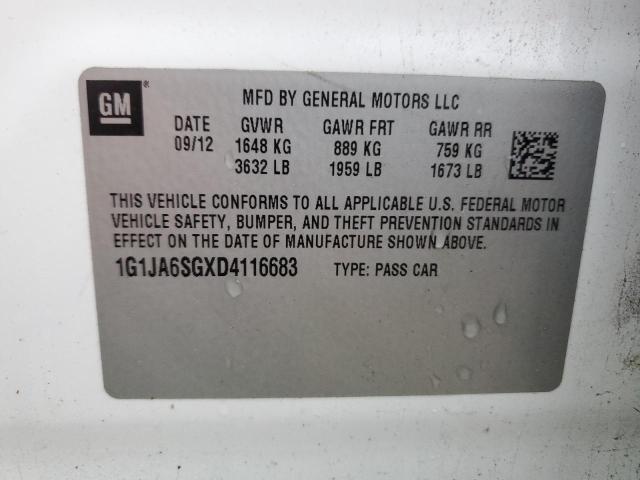 GM ®
MFD BY GENERAL MOTORS LLC
DATE GVWR GAWR FRT GAWR RR
09/12 1648 KG 889 KG 759 KG
3632 LB 1959 LB 1673 LB
THIS VEHICLE CONFORMS TO ALL APPLICABLE U.S. FEDERAL MOTOR
VEHICLE SAFETY, BUMPER, AND THEFT PREVENTION STANDARDS IN
EFFECT ON THE DATE OF MANUFACTURE SHOWN ABOVE.
1G1JA6SGXD4116683 TYPE: PASS CAR